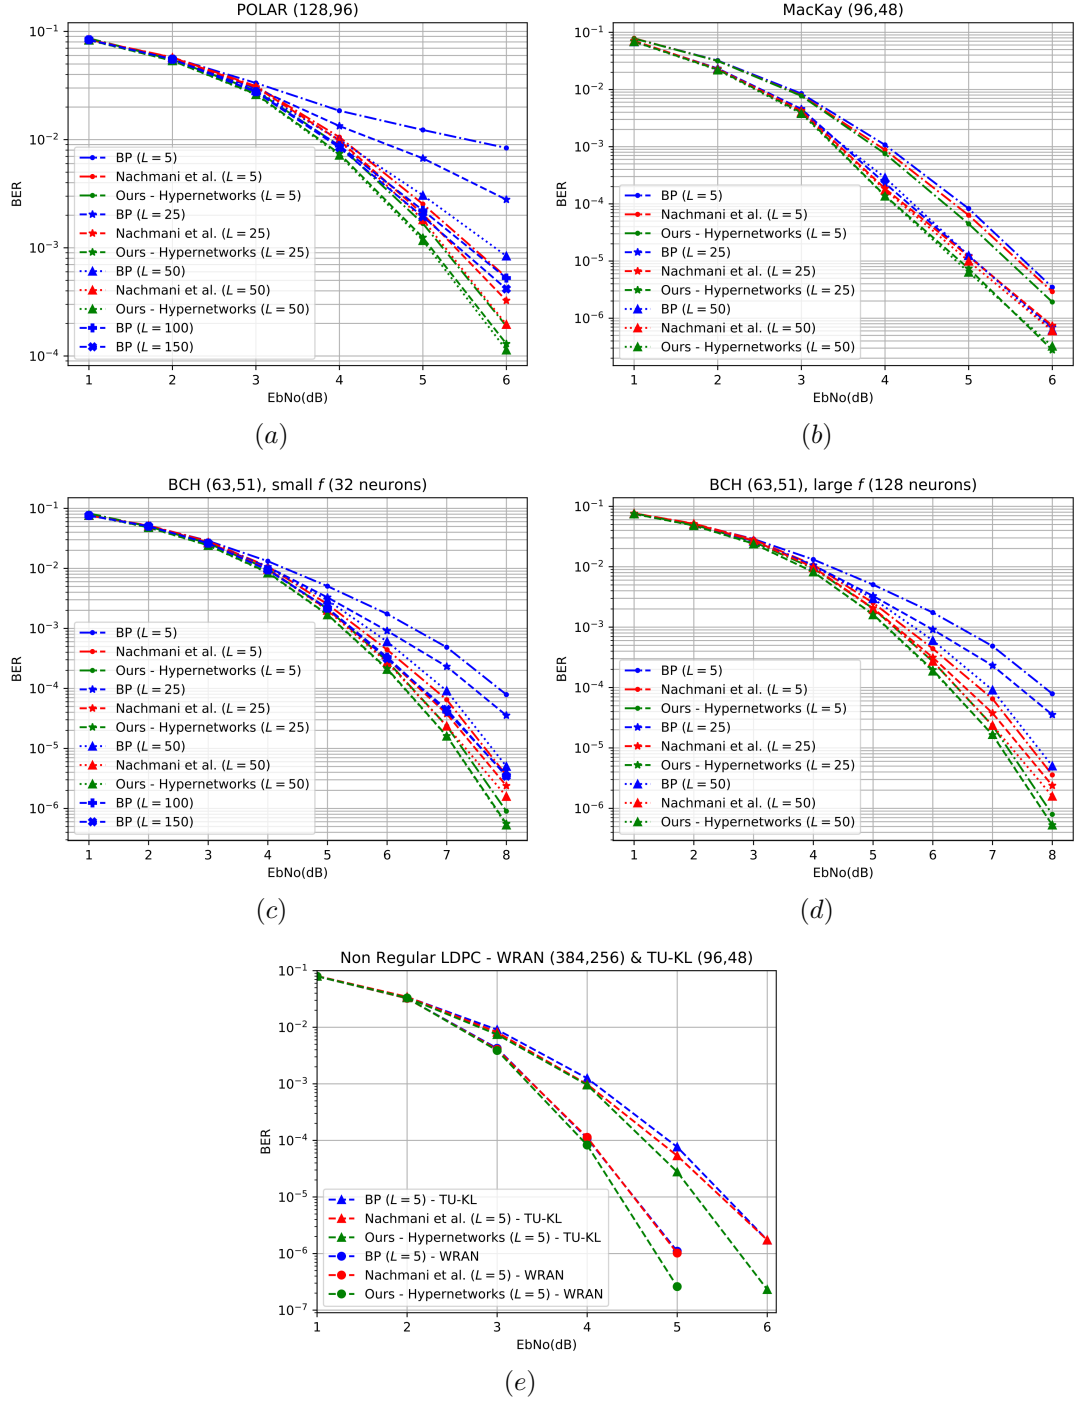 POLAR (128,96)
10⁻¹
10⁻²
10⁻³
10⁻⁴
BER
BP (L = 5)
Nachmani et al. (L = 5)
Ours - Hypernetworks (L = 5)
BP (L = 25)
Nachmani et al. (L = 25)
Ours - Hypernetworks (L = 25)
BP (L = 50)
Nachmani et al. (L = 50)
Ours - Hypernetworks (L = 50)
BP (L = 100)
BP (L = 150)
1 2 3 4 5 6
EbNo(dB)
(a)
MacKay (96,48)
10⁻¹
10⁻²
10⁻³
10⁻⁴
10⁻⁵
10⁻⁶
BER
BP (L = 5)
Nachmani et al. (L = 5)
Ours - Hypernetworks (L = 5)
BP (L = 25)
Nachmani et al. (L = 25)
Ours - Hypernetworks (L = 25)
BP (L = 50)
Nachmani et al. (L = 50)
Ours - Hypernetworks (L = 50)
1 2 3 4 5 6
EbNo(dB)
(b)
BCH (63,51), small f (32 neurons)
10⁻¹
10⁻²
10⁻³
10⁻⁴
10⁻⁵
10⁻⁶
BER
BP (L = 5)
Nachmani et al. (L = 5)
Ours - Hypernetworks (L = 5)
BP (L = 25)
Nachmani et al. (L = 25)
Ours - Hypernetworks (L = 25)
BP (L = 50)
Nachmani et al. (L = 50)
Ours - Hypernetworks (L = 50)
BP (L = 100)
BP (L = 150)
1 2 3 4 5 6 7 8
EbNo(dB)
(c)
BCH (63,51), large f (128 neurons)
10⁻¹
10⁻²
10⁻³
10⁻⁴
10⁻⁵
10⁻⁶
BER
BP (L = 5)
Nachmani et al. (L = 5)
Ours - Hypernetworks (L = 5)
BP (L = 25)
Nachmani et al. (L = 25)
Ours - Hypernetworks (L = 25)
BP (L = 50)
Nachmani et al. (L = 50)
Ours - Hypernetworks (L = 50)
1 2 3 4 5 6 7 8
EbNo(dB)
(d)
Non Regular LDPC - WRAN (384,256) & TU-KL (96,48)
10⁻¹
10⁻²
10⁻³
10⁻⁴
10⁻⁵
10⁻⁶
10⁻⁷
BER
BP (L = 5) - TU-KL
Nachmani et al. (L = 5) - TU-KL
Ours - Hypernetworks (L = 5) - TU-KL
BP (L = 5) - WRAN
Nachmani et al. (L = 5) - WRAN
Ours - Hypernetworks (L = 5) - WRAN
1 2 3 4 5 6
EbNo(dB)
(e)